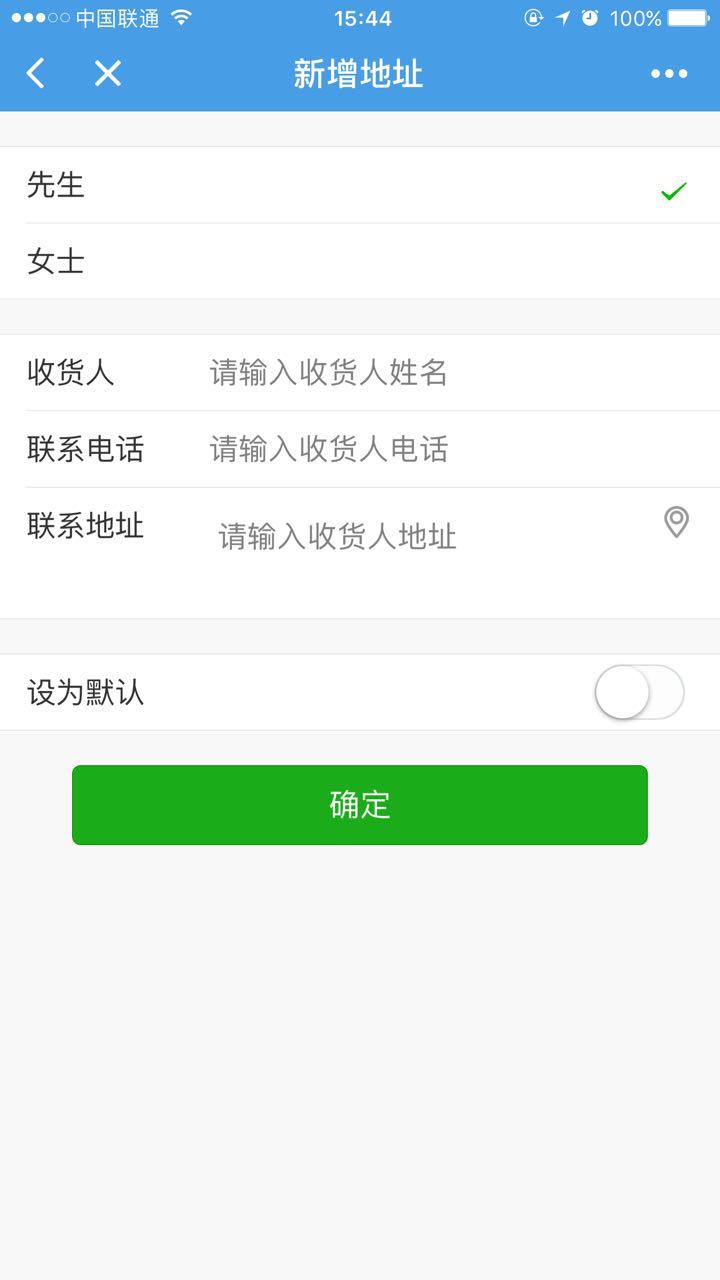 中国联通 15:44 100%
新增地址
先生
女士
收货人 请输入收货人姓名
联系电话 请输入收货人电话
联系地址 请输入收货人地址
设为默认
确定